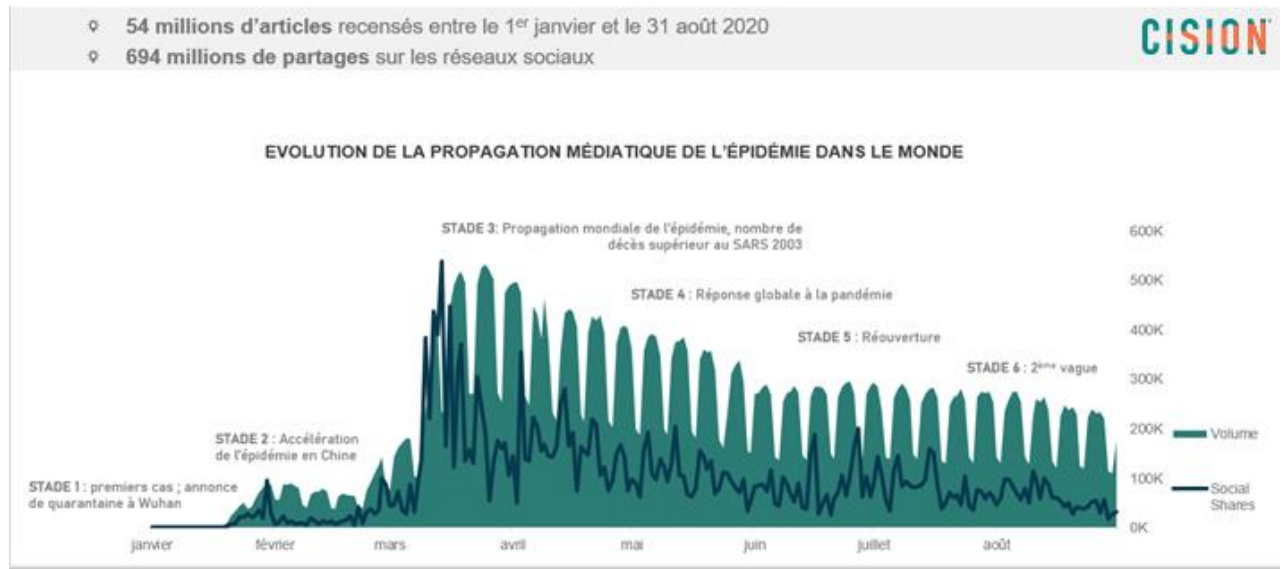 54 millions d'articles recensés entre le 1er janvier et le 31 août 2020
694 millions de partages sur les réseaux sociaux
CISION
EVOLUTION DE LA PROPAGATION MÉDIATIQUE DE L'ÉPIDÉMIE DANS LE MONDE
STADE 3: Propagation mondiale de l'épidémie, nombre de
décès supérieur au SARS 2003
STADE 4 : Réponse globale à la pandémie
STADE 5 : Réouverture
STADE 6 : 2ème vague
STADE 2 : Accélération
de l'épidémie en Chine
STADE 1 : premiers cas ; annonce
de quarantaine à Wuhan
600K
500K
400K
300K
200K
100K
0K
Volume
Social
Shares
janvier
février
mars
avril
mai
juin
juillet
août